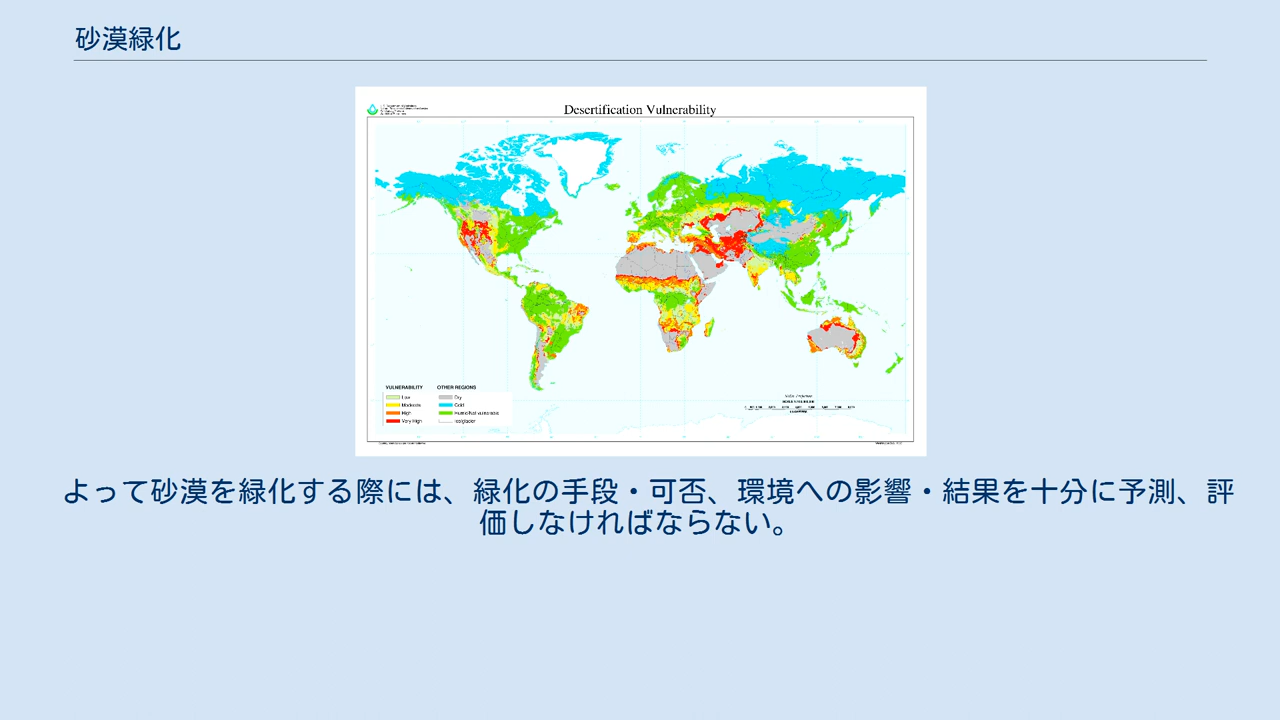 砂漠緑化
Desertification Vulnerability
VULNERABILITY
OTHER REGIONS
Low
Dry
Moderate
Cold
High
Humid/Not vulnerable
Very High
Ice/glacier
よって砂漠を緑化する際には、緑化の手段・可否、環境への影響・結果を十分に予測、評
価しなければならない。